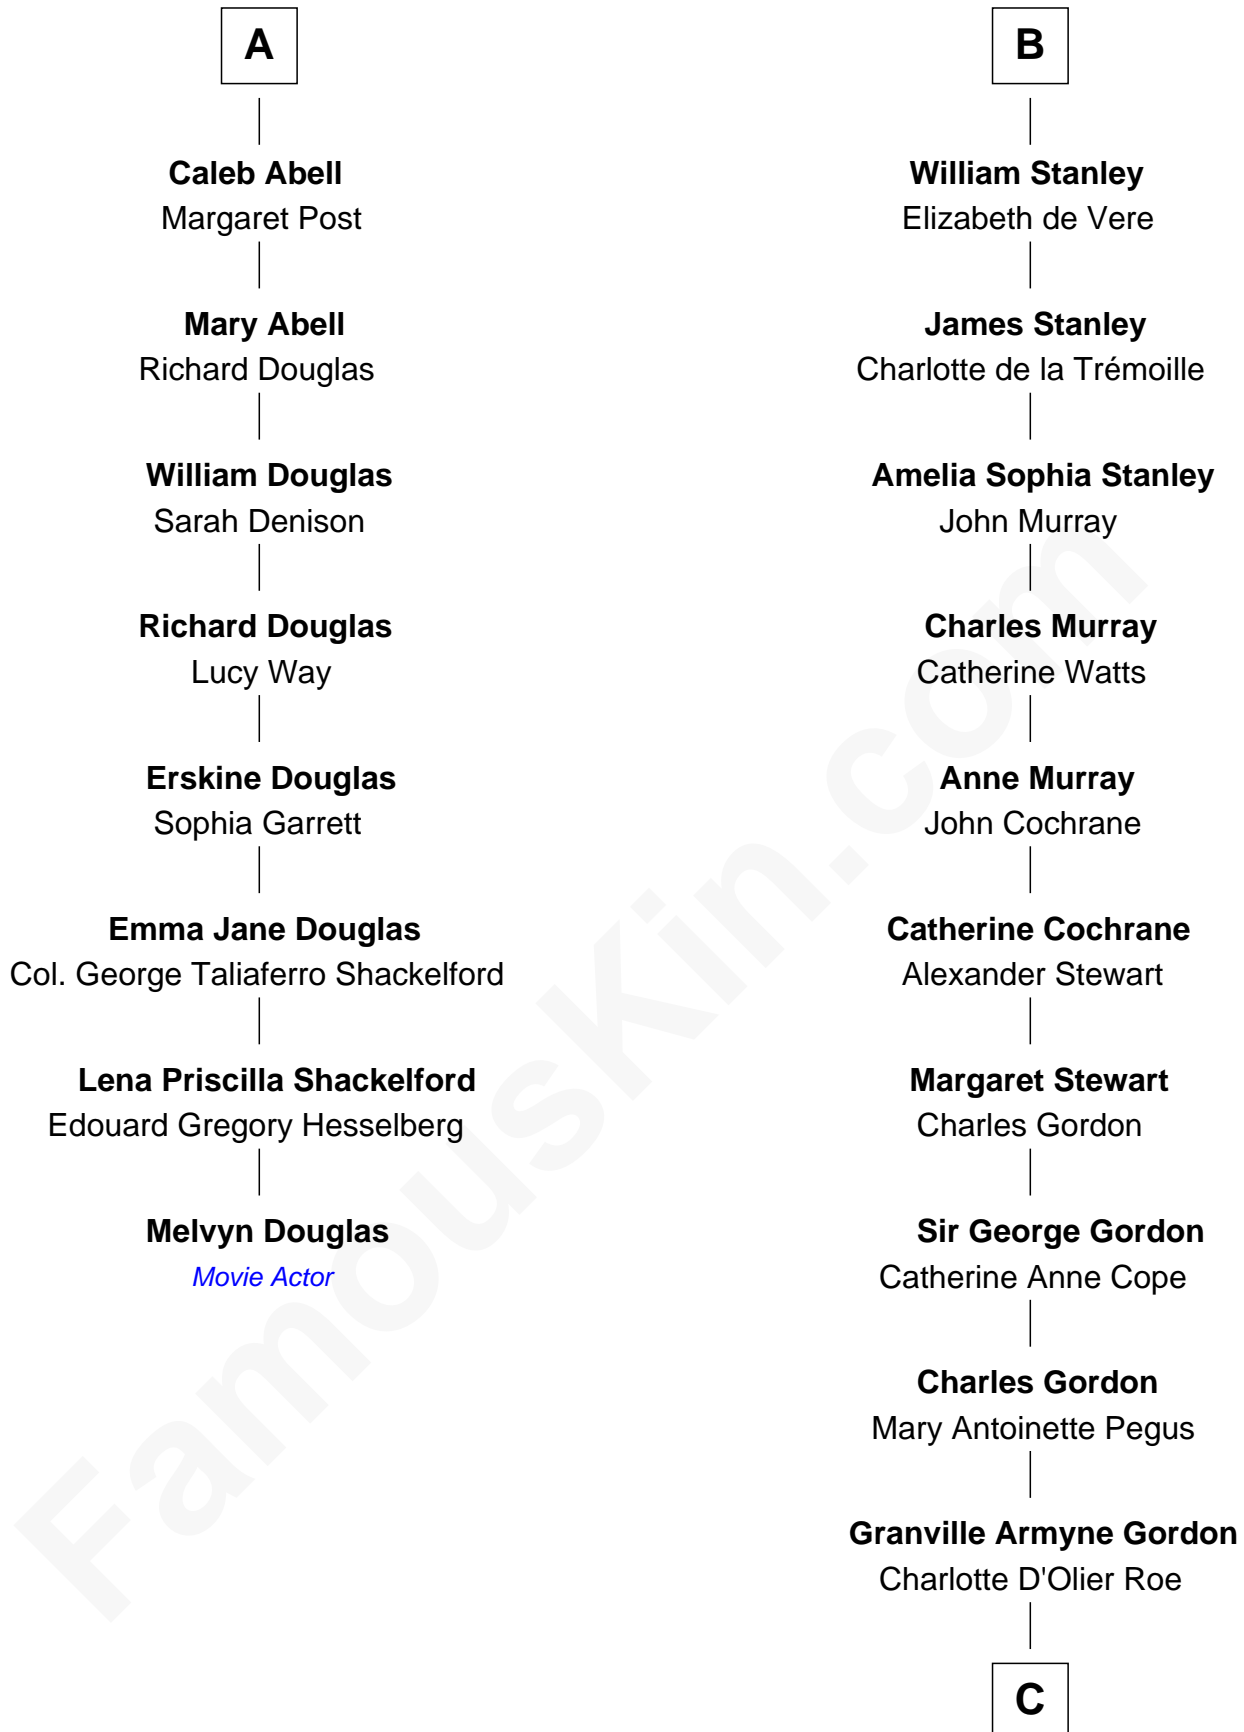 A
Caleb Abell
Margaret Post
Mary Abell
Richard Douglas
William Douglas
Sarah Denison
Richard Douglas
Lucy Way
Erskine Douglas
Sophia Garrett
Emma Jane Douglas
Col. George Taliaferro Shackelford
Lena Priscilla Shackelford
Edouard Gregory Hesselberg
Melvyn Douglas
Movie Actor
B
William Stanley
Elizabeth de Vere
James Stanley
Charlotte de la Trémoille
Amelia Sophia Stanley
John Murray
Charles Murray
Catherine Watts
Anne Murray
John Cochrane
Catherine Cochrane
Alexander Stewart
Margaret Stewart
Charles Gordon
Sir George Gordon
Catherine Anne Cope
Charles Gordon
Mary Antoinette Pegus
Granville Armyne Gordon
Charlotte D'Olier Roe
C
FamousKin.com